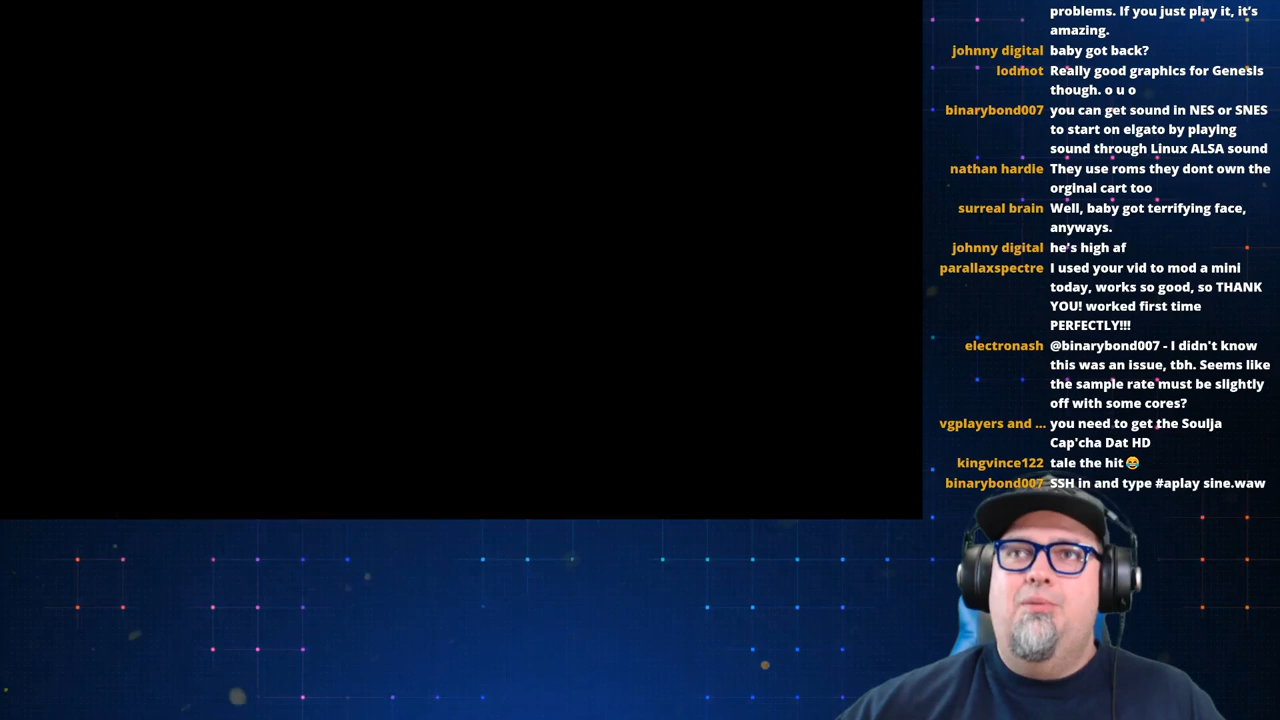 problems. If you just play it, it's
amazing.
johnny digital baby got back?
lodmot Really good graphics for Genesis
though. o u o
binarybond007 you can get sound in NES or SNES
to start on elgato by playing
sound through Linux ALSA sound
nathan hardie They use roms they dont own the
orginal cart too
surreal brain Well, baby got terrifying face,
anyways.
johnny digital he's high af
parallaxspectre I used your vid to mod a mini
today, works so good, so THANK
YOU! worked first time
PERFECTLY!!!
electronash @binarybond007 - I didn't know
this was an issue, tbh. Seems like
the sample rate must be slightly
off with some cores?
vgplayers and ... you need to get the Soulja
Cap'cha Dat HD
kingvince122 tale the hit😂
binarybond007 SSH in and type #aplay sine.waw